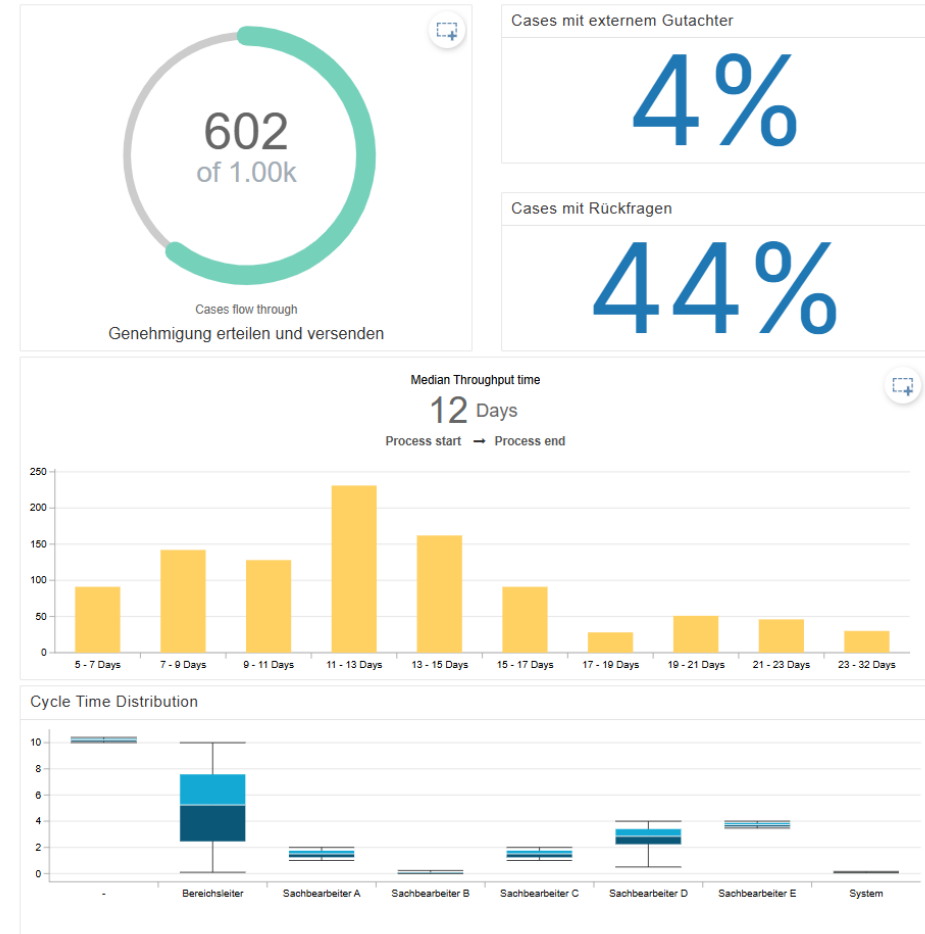 602
of 1.00k
Cases flow through
Genehmigung erteilen und versenden
Cases mit externem Gutachter
4%
Cases mit Rückfragen
44%
Median Throughput time
12 Days
Process start → Process end
250
200
150
100
50
0
5 - 7 Days 7 - 9 Days 9 - 11 Days 11 - 13 Days 13 - 15 Days 15 - 17 Days 17 - 19 Days 19 - 21 Days 21 - 23 Days 23 - 32 Days
Cycle Time Distribution
10
8
6
4
2
0
- Bereichsleiter Sachbearbeiter A Sachbearbeiter B Sachbearbeiter C Sachbearbeiter D Sachbearbeiter E System